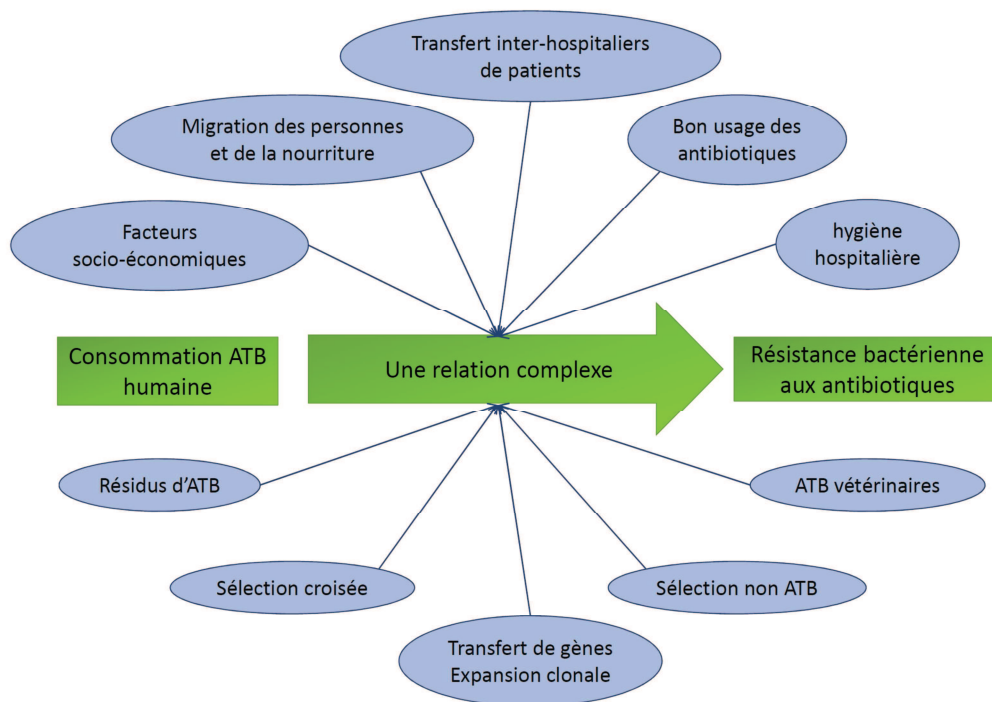 Transfert inter-hospitaliers
de patients
Migration des personnes
et de la nourriture
Bon usage des
antibiotiques
Facteurs
socio-économiques
hygiène
hospitalière
Consommation ATB
humaine
Une relation complexe
Résistance bactérienne
aux antibiotiques
Résidus d'ATB
ATB vétérinaires
Sélection croisée
Sélection non ATB
Transfert de gènes
Expansion clonale